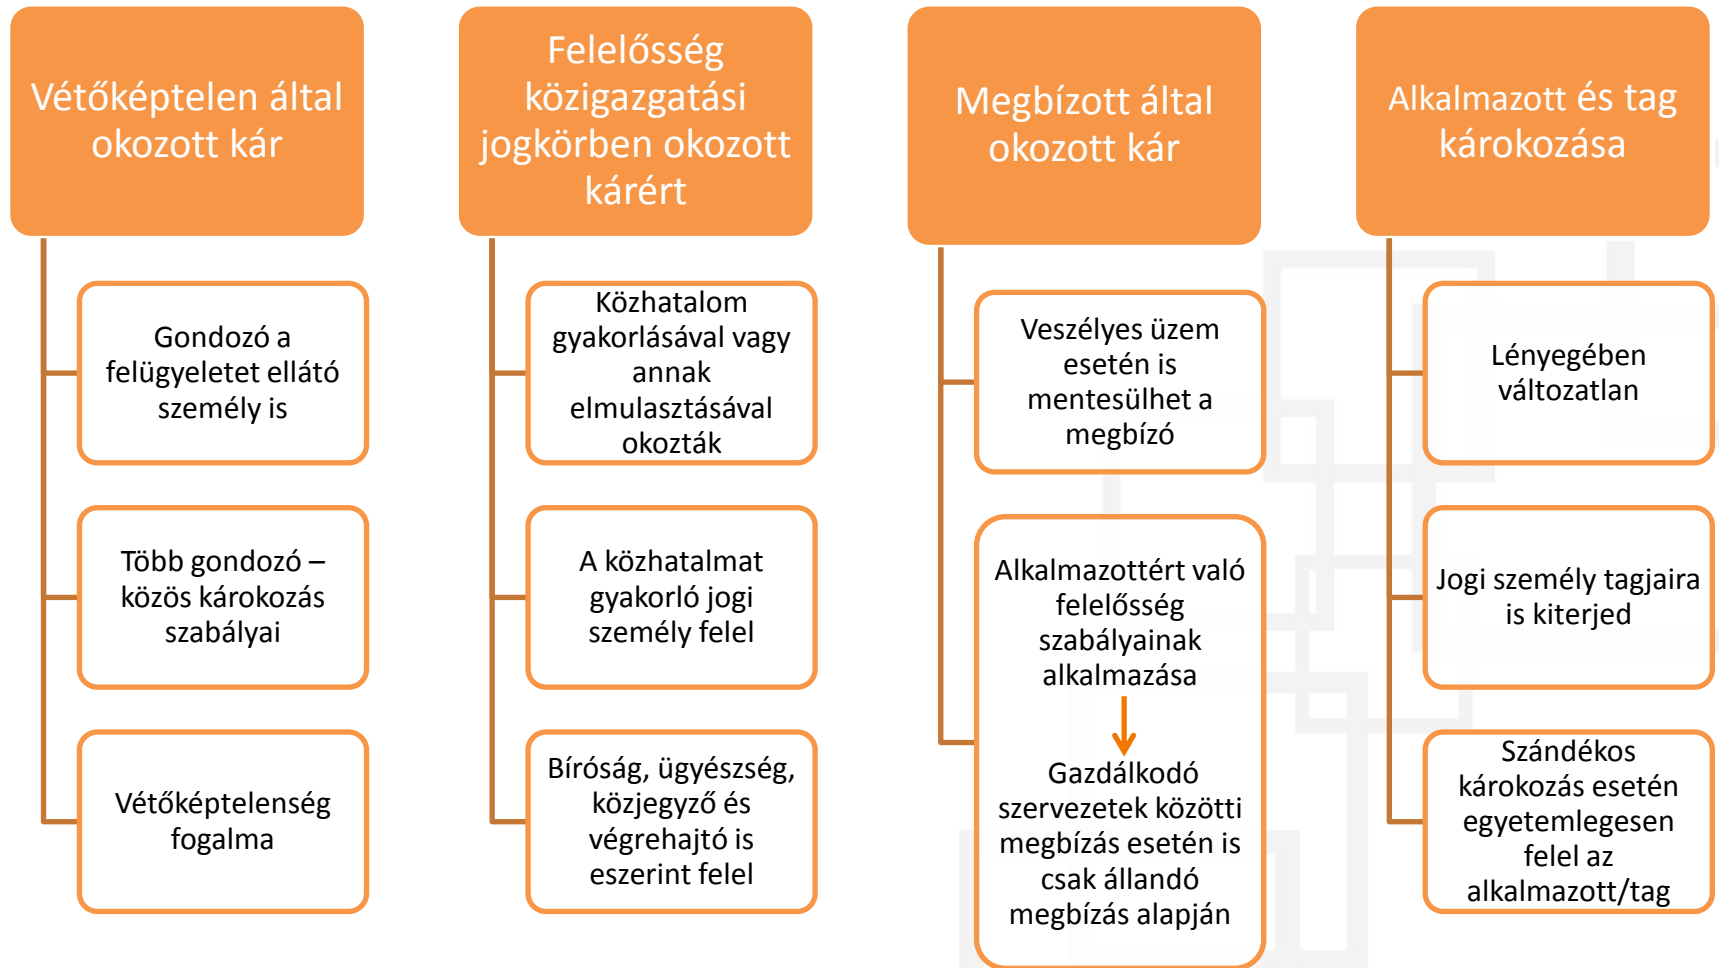 Vétőképtelen által
okozott kár
Gondozó a
felügyeletet ellátó
személy is
Több gondozó –
közös károkozás
szabályai
Vétőképtelenség
fogalma
Felelősség
közigazgatási
jogkörben okozott
kárért
Közhatalom
gyakorlásával vagy
annak
elmulasztásával
okozták
A közhatalmat
gyakorló jogi
személy felel
Bíróság, ügyészség,
közjegyző és
végrehajtó is
eszerint felel
Megbízott által
okozott kár
Veszélyes üzem
esetén is
mentesülhet a
megbízó
Alkalmazottért való
felelősség
szabályainak
alkalmazása
Gazdálkodó
szervezetek közötti
megbízás esetén is
csak állandó
megbízás alapján
Alkalmazott és tag
károkozása
Lényegében
változatlan
Jogi személy tagjaira
is kiterjed
Szándékos
károkozás esetén
egyetemlegesen
felel az
alkalmazott/tag